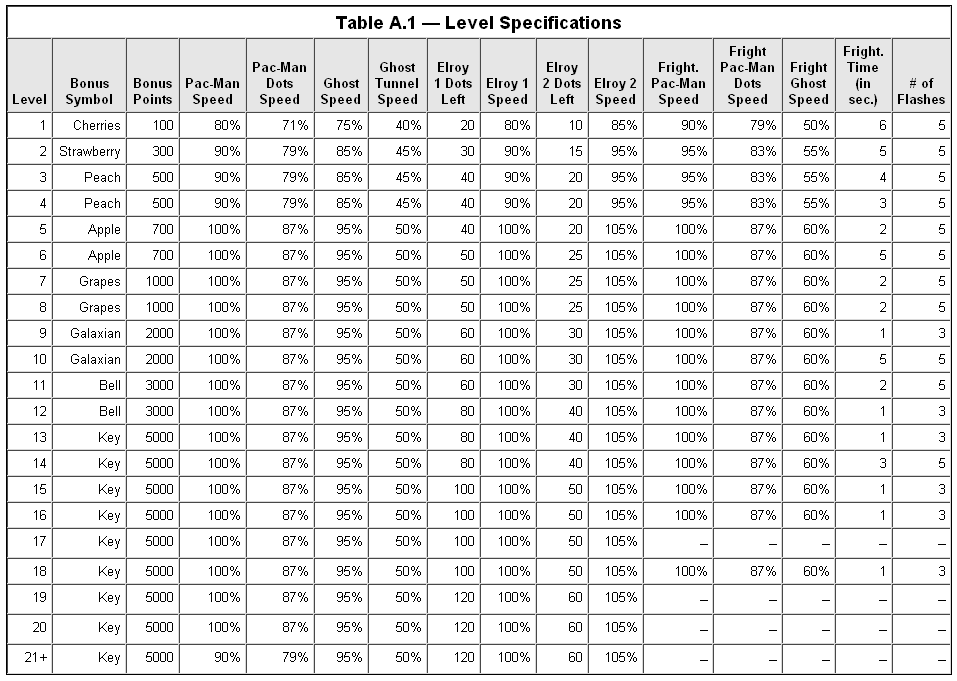 Table A.1 — Level Specifications
Level Bonus Symbol Bonus Points Pac-Man Speed Pac-Man Dots Speed Ghost Speed Ghost Tunnel Speed Elroy 1 Dots Left Elroy 1 Speed Elroy 2 Dots Left Elroy 2 Speed Fright. Pac-Man Speed Fright Pac-Man Dots Speed Fright Ghost Speed Fright. Time (in sec.) # of Flashes
1 Cherries 100 80% 71% 75% 40% 20 80% 10 85% 90% 79% 50% 6 5
2 Strawberry 300 90% 79% 85% 45% 30 90% 15 95% 95% 83% 55% 5 5
3 Peach 500 90% 79% 85% 45% 40 90% 20 95% 95% 83% 55% 4 5
4 Peach 500 90% 79% 85% 45% 40 90% 20 95% 95% 83% 55% 3 5
5 Apple 700 100% 87% 95% 50% 40 100% 20 105% 100% 87% 60% 2 5
6 Apple 700 100% 87% 95% 50% 50 100% 25 105% 100% 87% 60% 5 5
7 Grapes 1000 100% 87% 95% 50% 50 100% 25 105% 100% 87% 60% 2 5
8 Grapes 1000 100% 87% 95% 50% 50 100% 25 105% 100% 87% 60% 2 5
9 Galaxian 2000 100% 87% 95% 50% 60 100% 30 105% 100% 87% 60% 1 3
10 Galaxian 2000 100% 87% 95% 50% 60 100% 30 105% 100% 87% 60% 5 5
11 Bell 3000 100% 87% 95% 50% 60 100% 30 105% 100% 87% 60% 2 5
12 Bell 3000 100% 87% 95% 50% 80 100% 40 105% 100% 87% 60% 1 3
13 Key 5000 100% 87% 95% 50% 80 100% 40 105% 100% 87% 60% 1 3
14 Key 5000 100% 87% 95% 50% 80 100% 40 105% 100% 87% 60% 3 5
15 Key 5000 100% 87% 95% 50% 100 100% 50 105% 100% 87% 60% 1 3
16 Key 5000 100% 87% 95% 50% 100 100% 50 105% 100% 87% 60% 1 3
17 Key 5000 100% 87% 95% 50% 100 100% 50 105% – – – – –
18 Key 5000 100% 87% 95% 50% 100 100% 50 105% 100% 87% 60% 1 3
19 Key 5000 100% 87% 95% 50% 120 100% 60 105% – – – – –
20 Key 5000 100% 87% 95% 50% 120 100% 60 105% – – – – –
21+ Key 5000 90% 79% 95% 50% 120 100% 60 105% – – – – –